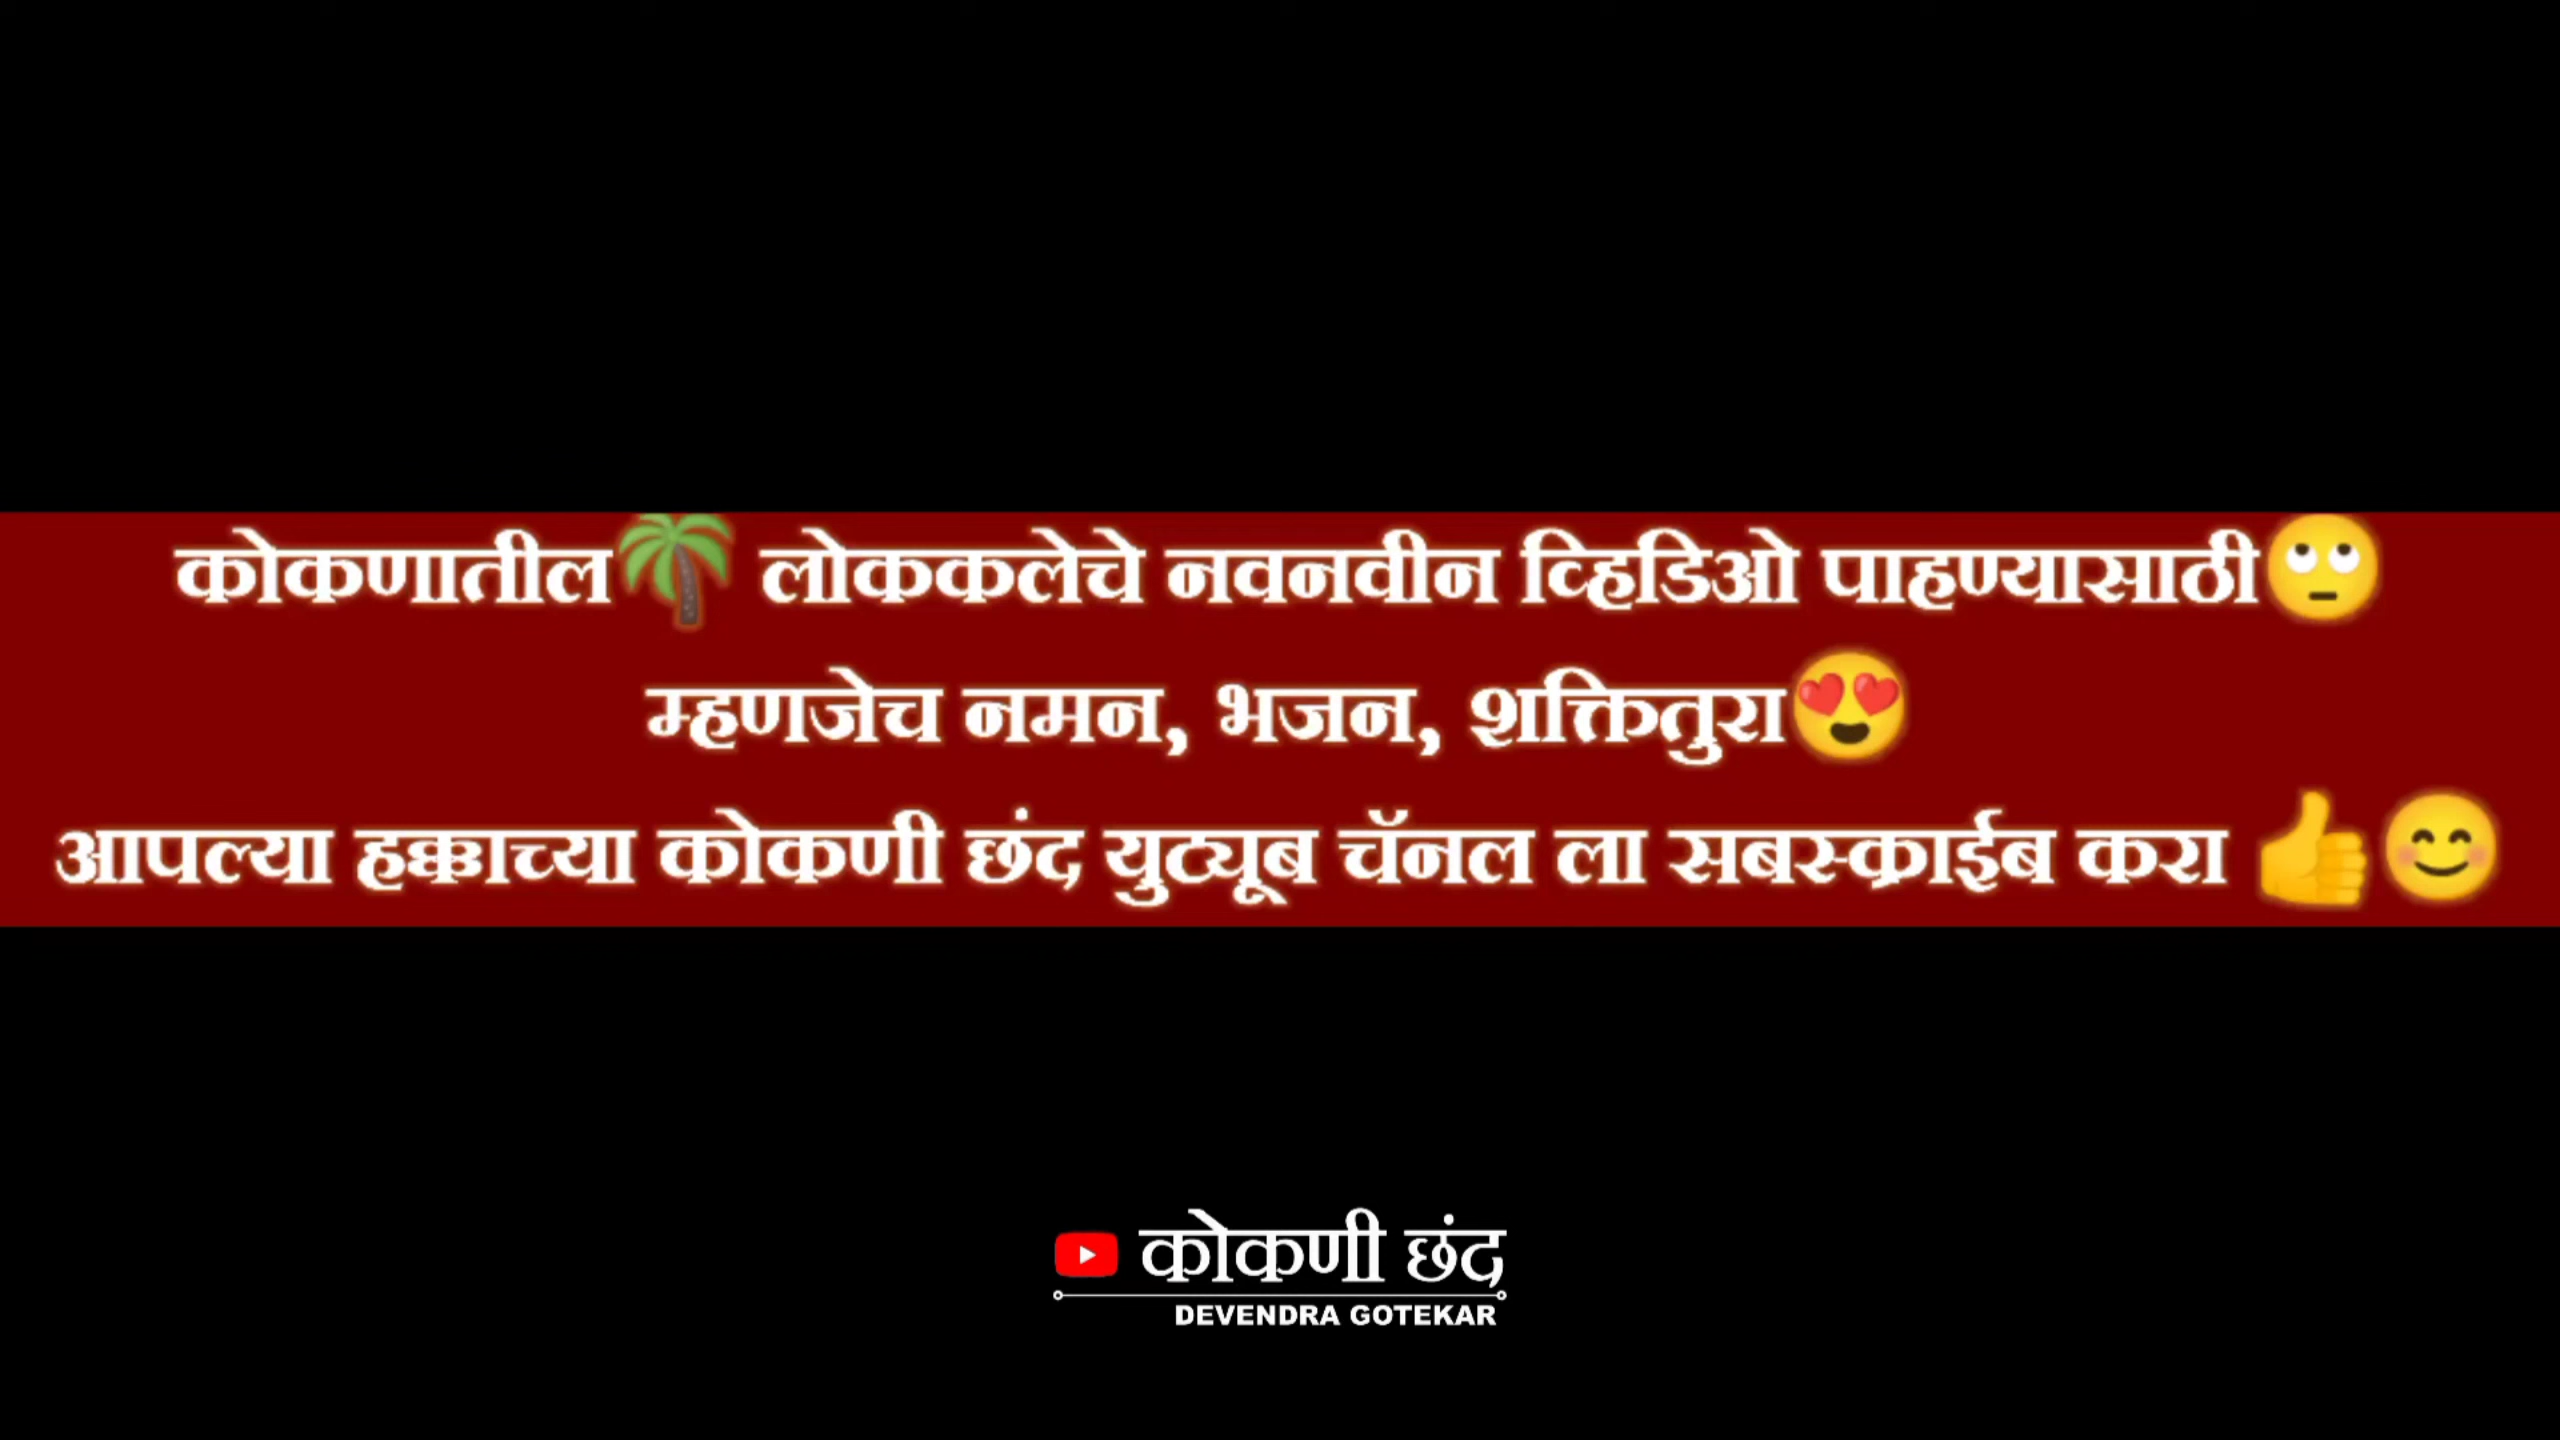 कोकणातील🌴 लोककलेचे नवनवीन व्हिडिओ पाहण्यासाठी🙄
म्हणजेच नमन, भजन, शक्तितुरा😍
आपल्या हक्काच्या कोकणी छंद युट्यूब चॅनल ला सबस्क्राईब करा 👍😊
कोकणी छंद
DEVENDRA GOTEKAR